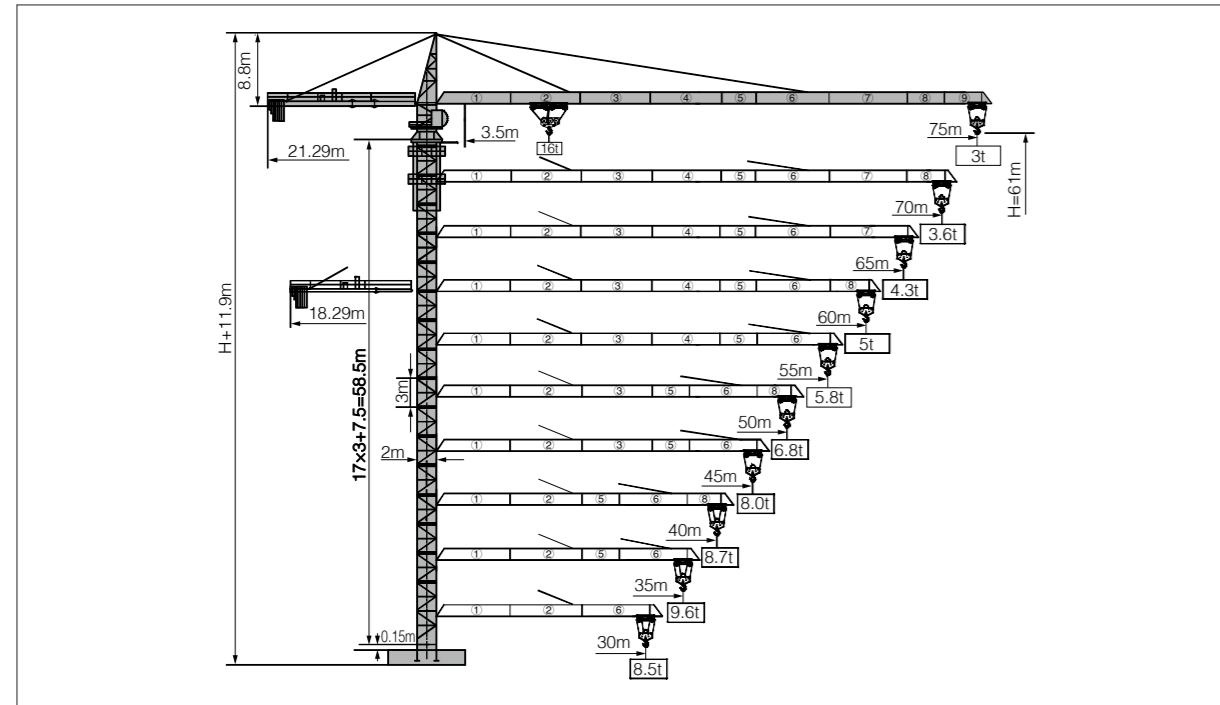 8.8m
① ② ③ ④ ⑤ ⑥ ⑦ ⑧ ⑨
21.29m
3.5m
16t
75m
3t
H=61m
① ② ③ ④ ⑤ ⑥ ⑦ ⑧
70m
3.6t
① ② ③ ④ ⑤ ⑥ ⑦
65m
4.3t
① ② ③ ④ ⑤ ⑥ ⑧
18.29m
60m
5t
H+11.9m
① ② ③ ④ ⑤ ⑥
55m
5.8t
17×3+7.5=58.5m
3m
① ② ③ ⑤ ⑥ ⑧
50m
6.8t
2m
① ② ③ ⑤ ⑥
45m
8.0t
① ② ⑤ ⑥ ⑧
40m
8.7t
① ② ⑤ ⑥
35m
9.6t
① ② ⑥
0.15m
30m
8.5t